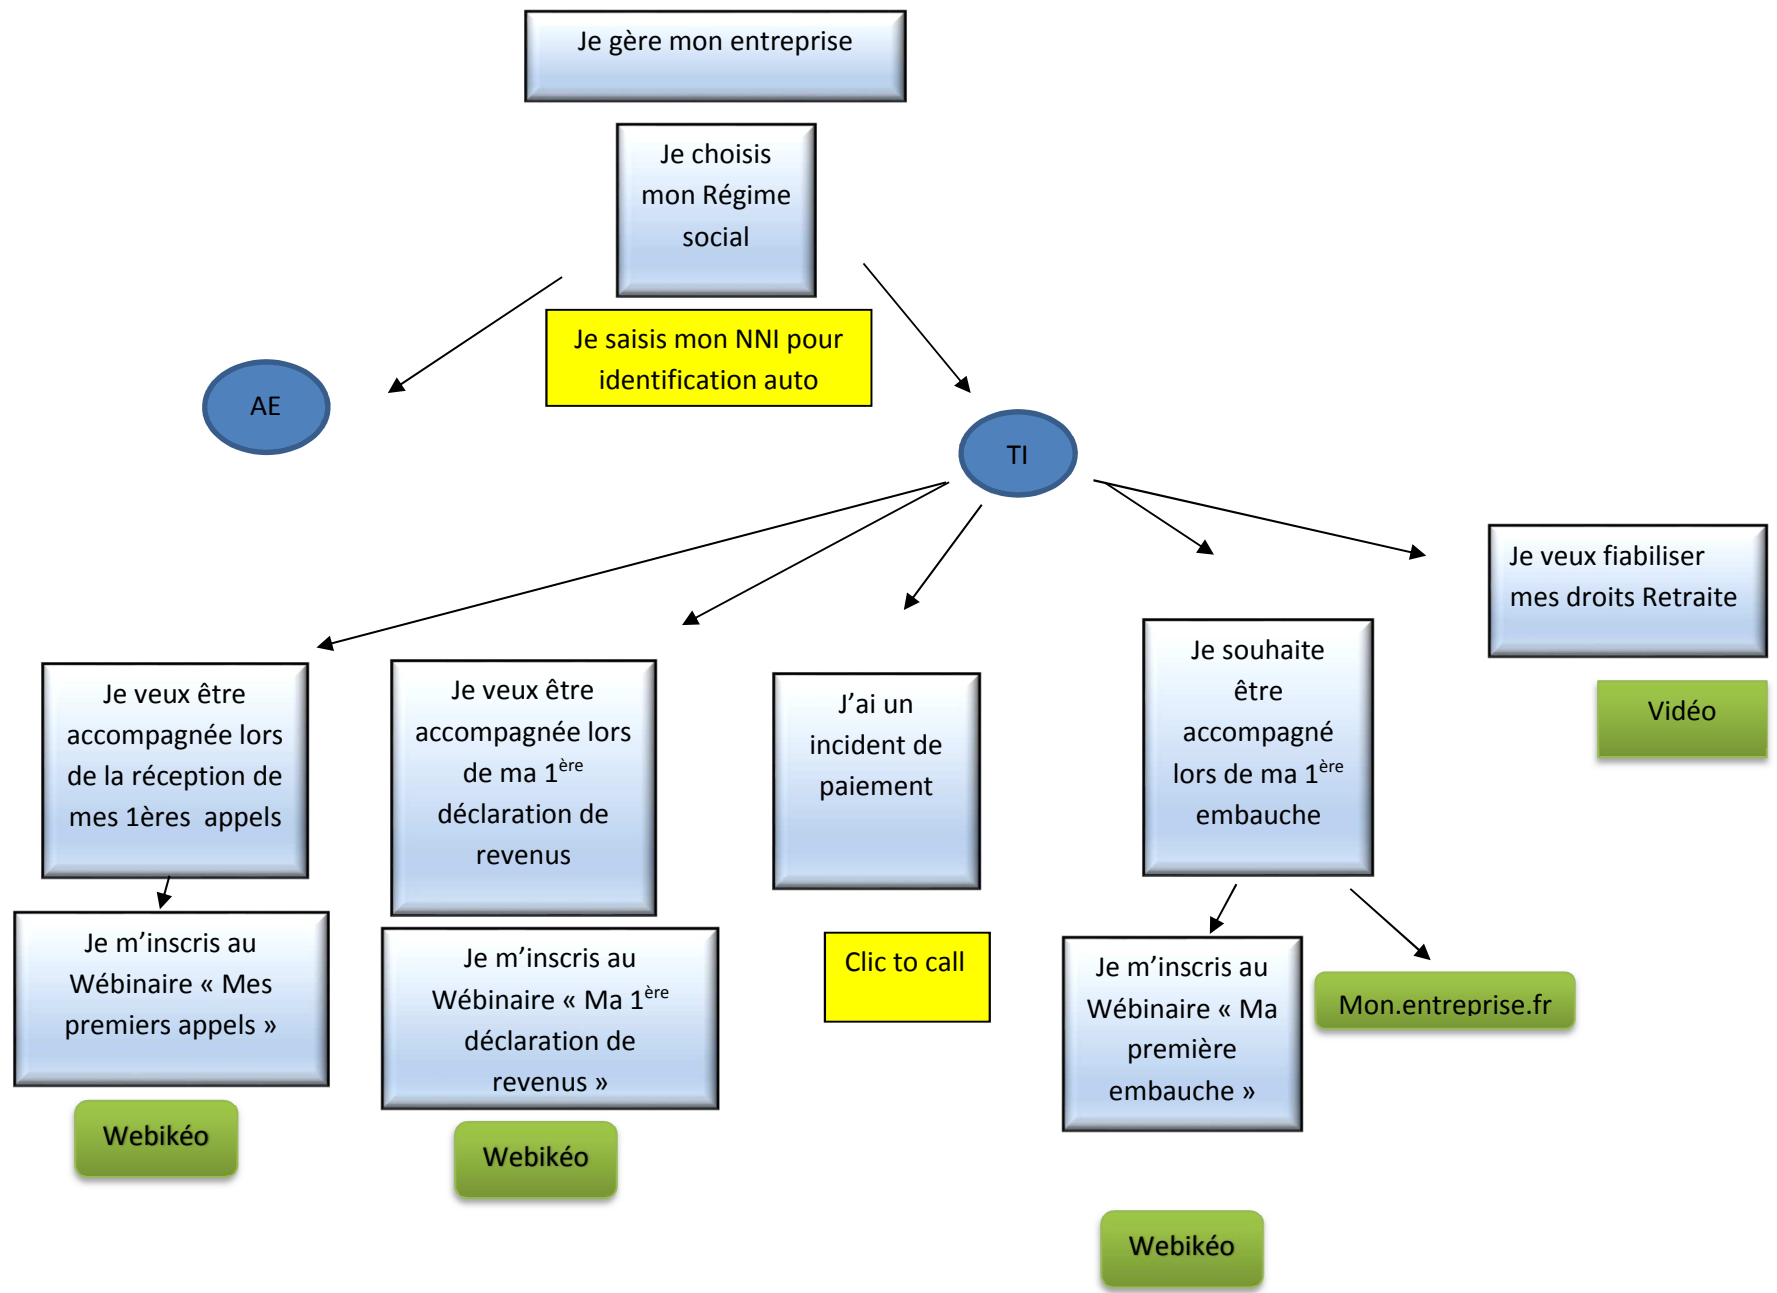 Je gère mon entreprise
Je choisis
mon Régime
social
Je saisis mon NNI pour
identification auto
AE
TI
Je veux fiabiliser
mes droits Retraite
Vidéo
Je veux être
accompagnée lors
de la réception de
mes 1ères  appels
Je veux être
accompagnée lors
de ma 1ère
déclaration de
revenus
J’ai un
incident de
paiement
Je souhaite
être
accompagné
lors de ma 1ère
embauche
Je m’inscris au
Wébinaire « Mes
premiers appels »
Je m’inscris au
Wébinaire « Ma 1ère
déclaration de
revenus »
Clic to call
Je m’inscris au
Wébinaire « Ma
première
embauche »
Mon.entreprise.fr
Webikéo
Webikéo
Webikéo